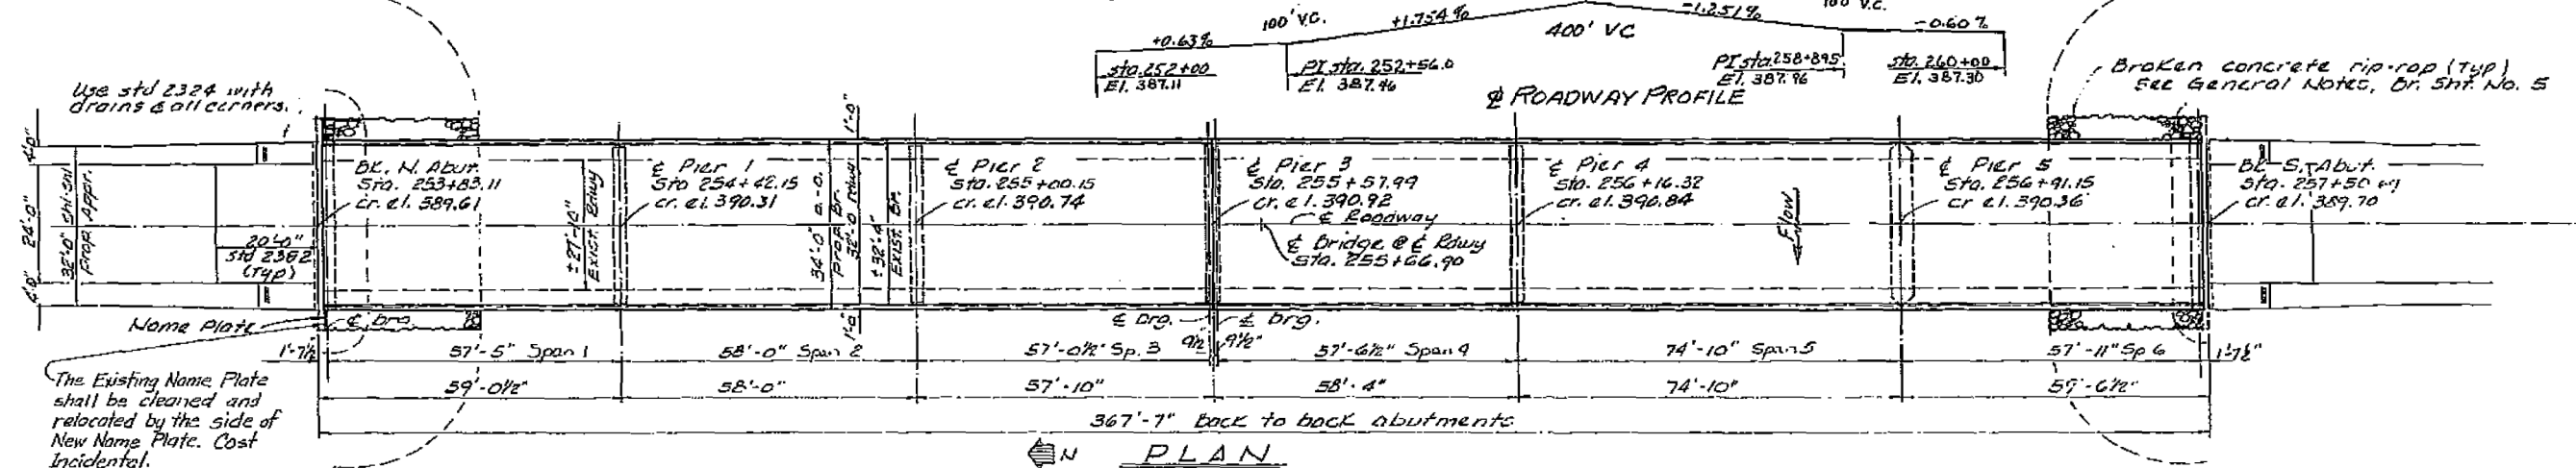 100' V.C.
+1.754%
-1.251%
100' V.C.
+0.63%
400' VC
-0.60%
sta. 252+00
El. 387.11
PI sta. 252+56.0
El. 387.46
PI sta. 258+89.5
El. 387.96
sta. 260+00
El. 387.30
℄ ROADWAY PROFILE
Use std 2324 with
drains @ all corners.
Broken concrete rip-rap (Typ)
See General Notes, Br. Sht. No. 5
4'-0"
24'-0"
4'-0"
32'-0" shl-shl
Prop. Appr.
20'-0"
std 2382
(Typ)
Bk. N. Abut.
Sta. 253+83.11
cr. el. 389.61
±27'-10"
Exist. Rdwy
℄ Pier 1
Sta 254+42.15
cr. el. 390.31
1'-0"
34'-0" o.-o.
Prop. Br.
32'-0 rdwy
Exist. Br.
1'-0
℄ Pier 2
Sta. 255+00.15
cr. el. 390.74
℄ Pier 3
Sta. 255+57.99
cr. el. 390.92
℄ Roadway
℄ Bridge @ ℄ Rdwy
Sta. 255+66.90
℄ Pier 4
Sta. 256+16.32
cr. el. 390.84
Flow
℄ Pier 5
Sta. 256+91.15
cr el. 390.36
Bk. S. Abut.
Sta. 257+50
cr. el. 389.70
Name Plate
℄ brg
℄ brg.
℄ brg.
1'-7½
57'-5" Span 1
58'-0" Span 2
57'-0½" Sp. 3
9½"
9½"
57'-6½" Span 4
74'-10" Span 5
57'-11" Sp 6
1'-7½"
The Existing Name Plate
shall be cleaned and
relocated by the side of
New Name Plate. Cost
Incidental.
59'-0½"
58'-0"
57'-10"
58'-4"
74'-10"
59'-6½"
367'-7" back to back abutments
N
PLAN